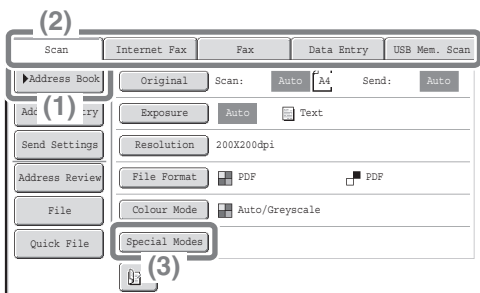 (2)
Scan Internet Fax Fax Data Entry USB Mem. Scan
Address Book Original Scan: Auto A4 Send: Auto
(1)
Exposure Auto Text
Send Settings Resolution 200X200dpi
Address Review File Format PDF PDF
File Colour Mode Auto/Greyscale
Quick File Special Modes
(3)